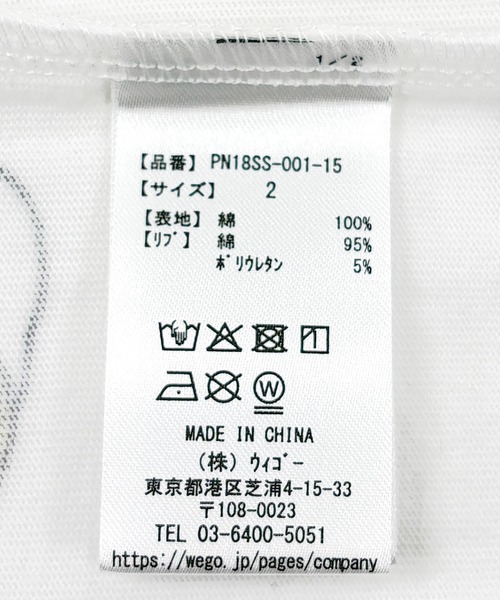 【品番】 PN18SS-001-15
【サイズ】 2
【表地】 綿 100%
【ﾘﾌﾞ】 綿 95%
ﾎﾟﾘｳﾚﾀﾝ 5%
W
MADE IN CHINA
(株) ｳｨｺﾞｰ
東京都港区芝浦4-15-33
〒108-0023
TEL 03-6400-5051
https://wego.jp/pages/company